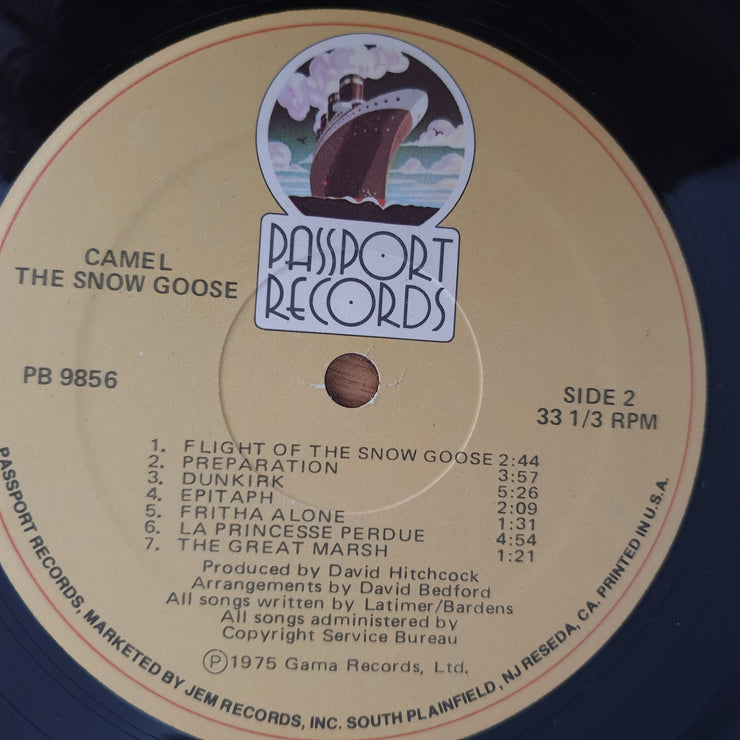 PASSPORT
RECORDS
CAMEL
THE SNOW GOOSE
PB 9856
SIDE 2
33 1/3 RPM
1. FLIGHT OF THE SNOW GOOSE 2:44
2. PREPARATION 3:57
3. DUNKIRK 5:26
4. EPITAPH 2:09
5. FRITHA ALONE 1:31
6. LA PRINCESSE PERDUE 4:54
7. THE GREAT MARSH 1:21
Produced by David Hitchcock
Arrangements by David Bedford
All songs written by Latimer/Bardens
All songs administered by
Copyright Service Bureau
Ⓟ1975 Gama Records, Ltd.
PASSPORT RECORDS, MARKETED BY JEM RECORDS, INC. SOUTH PLAINFIELD, NJ RESEDA, CA. PRINTED IN U.S.A.